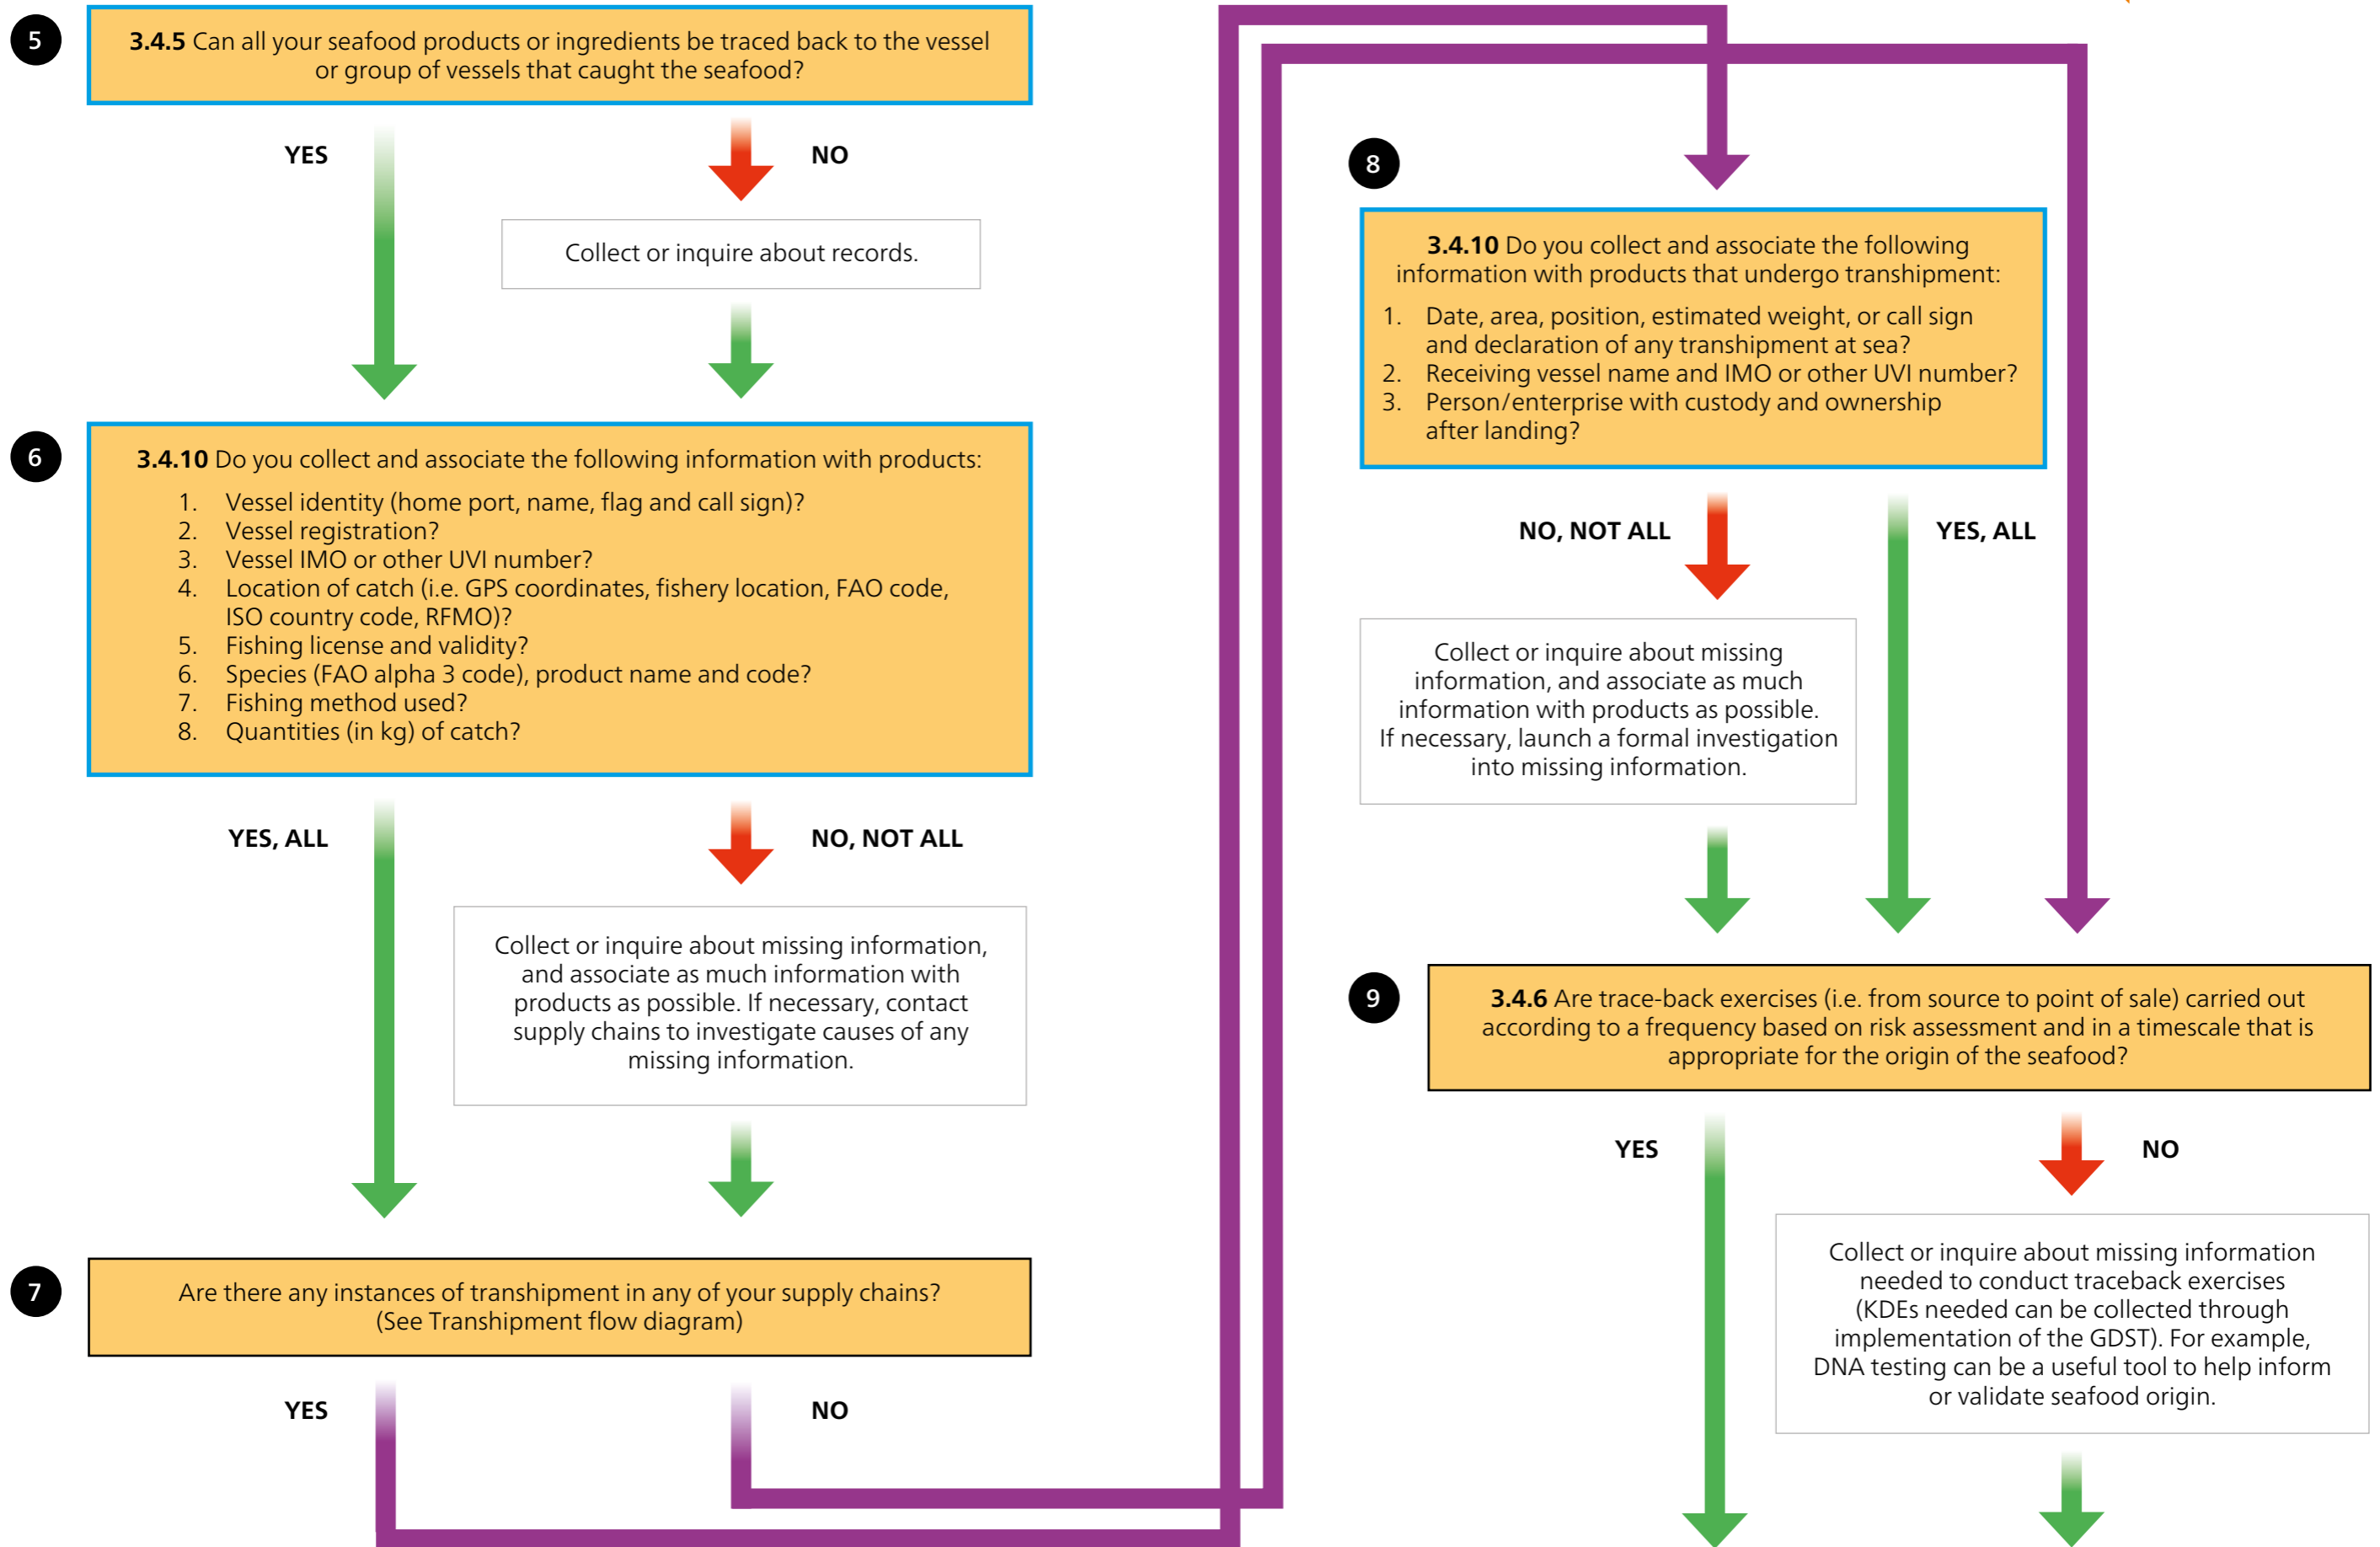 5
3.4.5 Can all your seafood products or ingredients be traced back to the vessel
or group of vessels that caught the seafood?
YES
NO
Collect or inquire about records.
6
3.4.10 Do you collect and associate the following information with products:
1. Vessel identity (home port, name, flag and call sign)?
2. Vessel registration?
3. Vessel IMO or other UVI number?
4. Location of catch (i.e. GPS coordinates, fishery location, FAO code,
ISO country code, RFMO)?
5. Fishing license and validity?
6. Species (FAO alpha 3 code), product name and code?
7. Fishing method used?
8. Quantities (in kg) of catch?
YES, ALL
NO, NOT ALL
Collect or inquire about missing information,
and associate as much information with
products as possible. If necessary, contact
supply chains to investigate causes of any
missing information.
7
Are there any instances of transhipment in any of your supply chains?
(See Transhipment flow diagram)
YES
NO
8
3.4.10 Do you collect and associate the following
information with products that undergo transhipment:
1. Date, area, position, estimated weight, or call sign
and declaration of any transhipment at sea?
2. Receiving vessel name and IMO or other UVI number?
3. Person/enterprise with custody and ownership
after landing?
NO, NOT ALL
YES, ALL
Collect or inquire about missing
information, and associate as much
information with products as possible.
If necessary, launch a formal investigation
into missing information.
9
3.4.6 Are trace-back exercises (i.e. from source to point of sale) carried out
according to a frequency based on risk assessment and in a timescale that is
appropriate for the origin of the seafood?
YES
NO
Collect or inquire about missing information
needed to conduct traceback exercises
(KDEs needed can be collected through
implementation of the GDST). For example,
DNA testing can be a useful tool to help inform
or validate seafood origin.